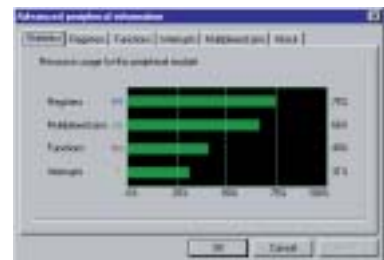 Advanced peripheral information
Statistics Registers Functions Interrupts Multiplexed pins About
Resource usage for the peripheral module
Registers
Multiplexed pins
Functions
Interrupts
0% 25% 50% 75% 100%
OK Cancel